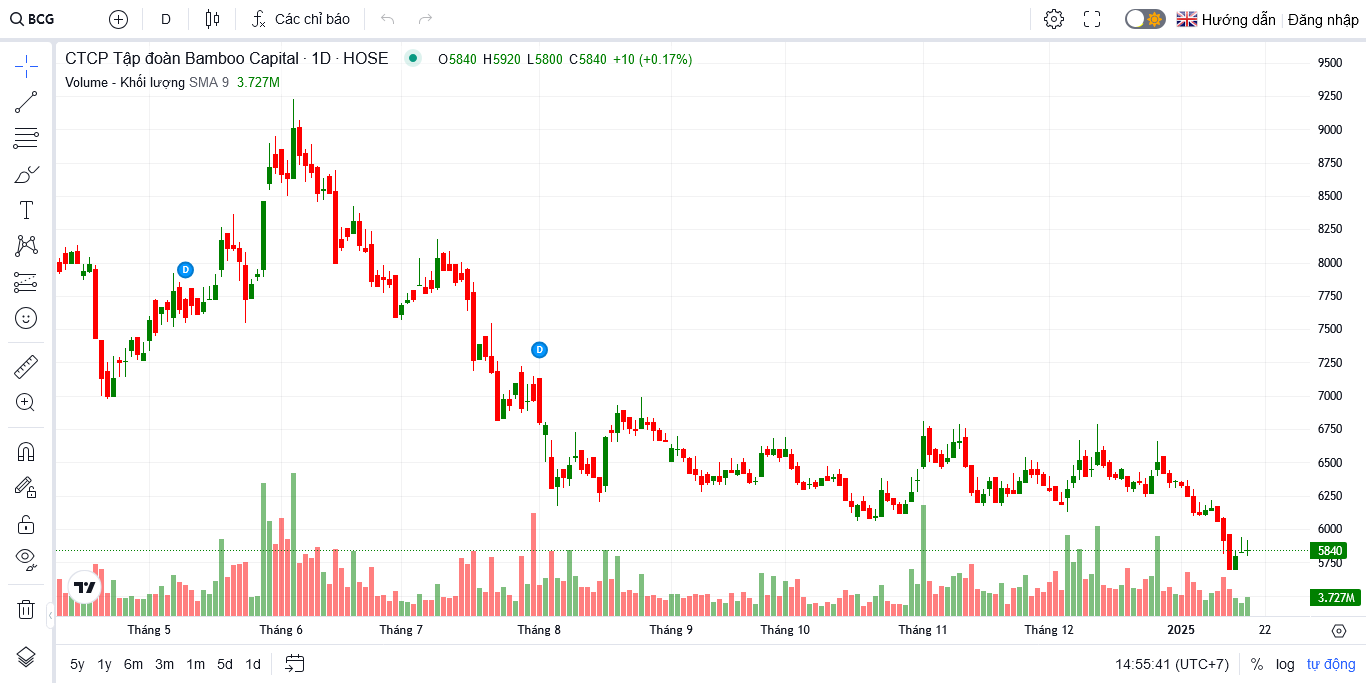 BCG D Các chỉ báo Hướng dẫn Đăng nhập
CTCP Tập đoàn Bamboo Capital · 1D · HOSE O5840 H5920 L5800 C5840 +10 (+0.17%)
Volume - Khối lượng SMA 9 3.727M
9500
9250
9000
8750
8500
8250
8000
7750
7500
7250
7000
6750
6500
6250
6000
5840
5750
3.727M
D
D
Tháng 5 Tháng 6 Tháng 7 Tháng 8 Tháng 9 Tháng 10 Tháng 11 Tháng 12 2025 22
5y 1y 6m 3m 1m 5d 1d 14:55:41 (UTC+7) % log tự động